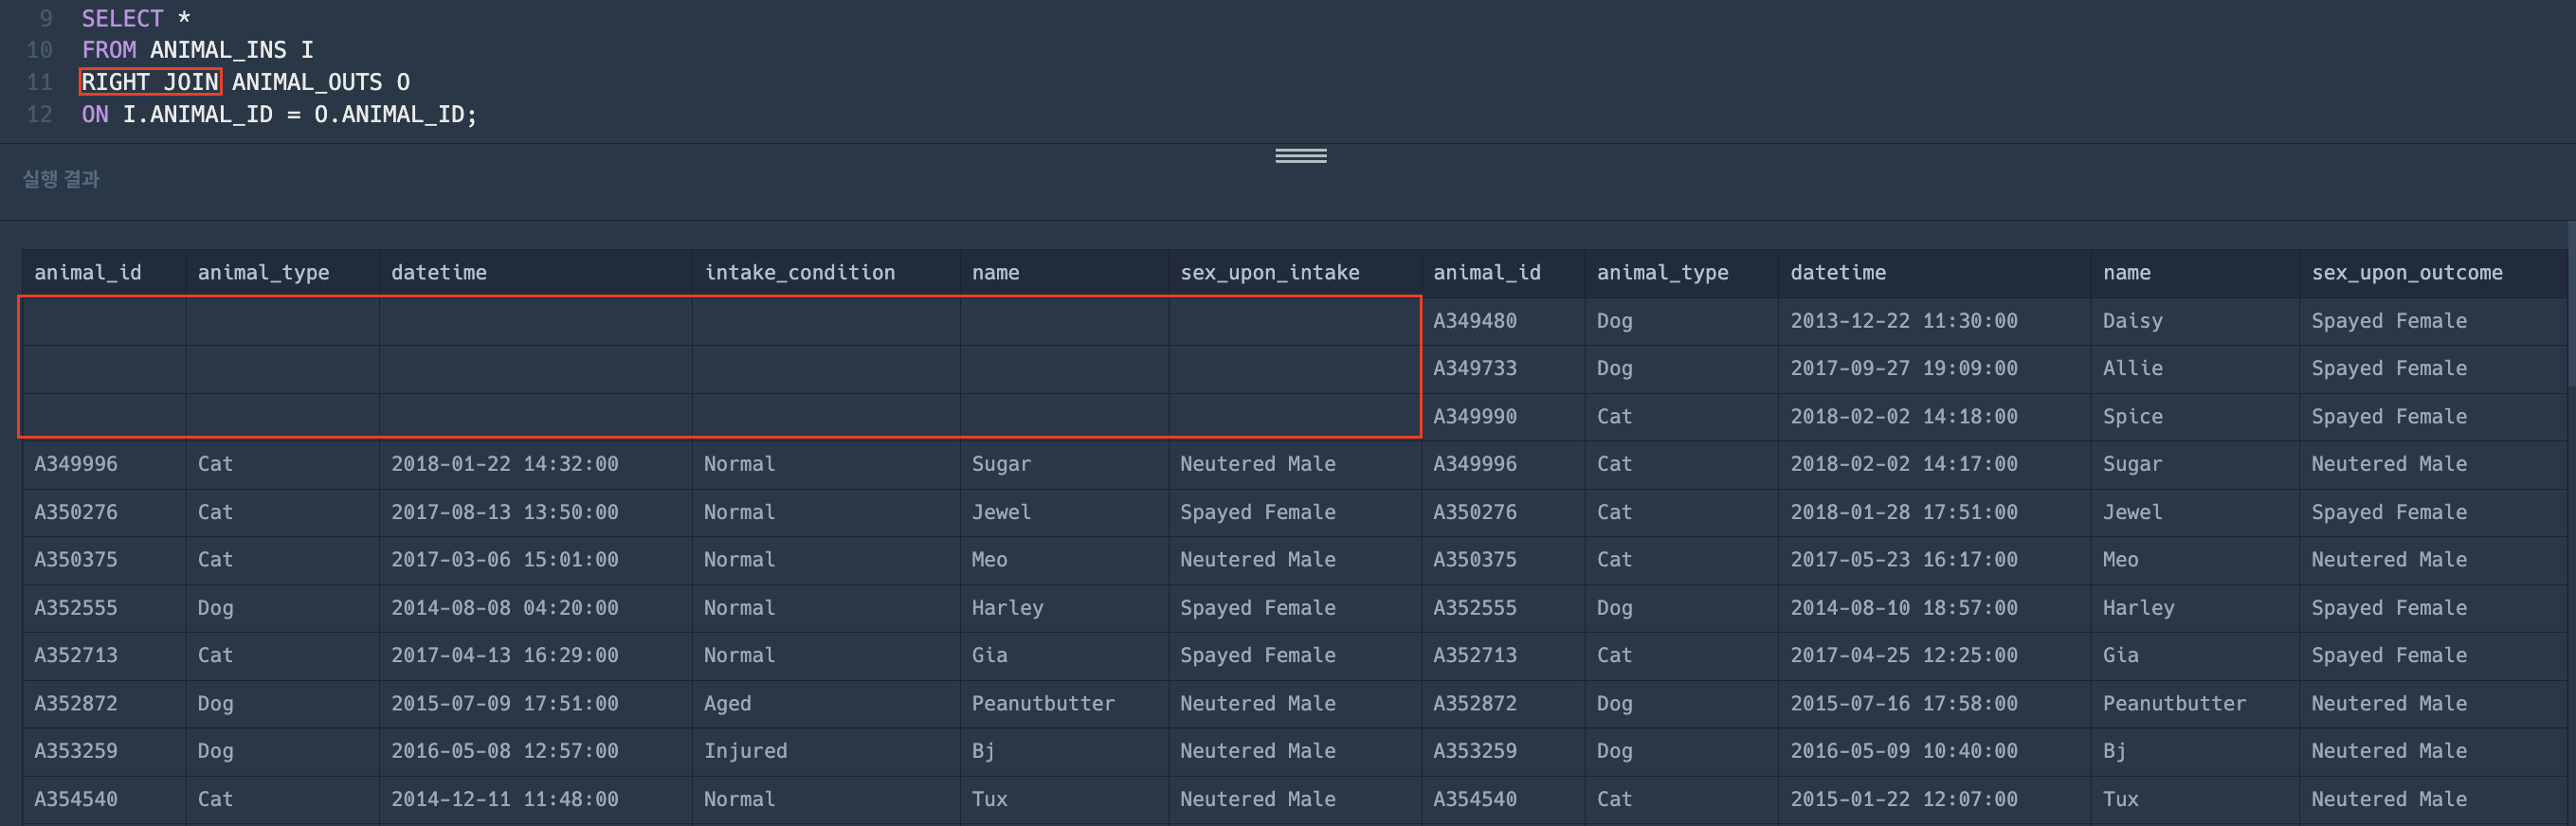 9 SELECT *
10 FROM ANIMAL_INS I
11 RIGHT JOIN ANIMAL_OUTS O
12 ON I.ANIMAL_ID = O.ANIMAL_ID;
실행 결과
animal_id animal_type datetime intake_condition name sex_upon_intake animal_id animal_type datetime name sex_upon_outcome
A349480 Dog 2013-12-22 11:30:00 Daisy Spayed Female
A349733 Dog 2017-09-27 19:09:00 Allie Spayed Female
A349990 Cat 2018-02-02 14:18:00 Spice Spayed Female
A349996 Cat 2018-01-22 14:32:00 Normal Sugar Neutered Male A349996 Cat 2018-02-02 14:17:00 Sugar Neutered Male
A350276 Cat 2017-08-13 13:50:00 Normal Jewel Spayed Female A350276 Cat 2018-01-28 17:51:00 Jewel Spayed Female
A350375 Cat 2017-03-06 15:01:00 Normal Meo Neutered Male A350375 Cat 2017-05-23 16:17:00 Meo Neutered Male
A352555 Dog 2014-08-08 04:20:00 Normal Harley Spayed Female A352555 Dog 2014-08-10 18:57:00 Harley Spayed Female
A352713 Cat 2017-04-13 16:29:00 Normal Gia Spayed Female A352713 Cat 2017-04-25 12:25:00 Gia Spayed Female
A352872 Dog 2015-07-09 17:51:00 Aged Peanutbutter Neutered Male A352872 Dog 2015-07-16 17:58:00 Peanutbutter Neutered Male
A353259 Dog 2016-05-08 12:57:00 Injured Bj Neutered Male A353259 Dog 2016-05-09 10:40:00 Bj Neutered Male
A354540 Cat 2014-12-11 11:48:00 Normal Tux Neutered Male A354540 Cat 2015-01-22 12:07:00 Tux Neutered Male